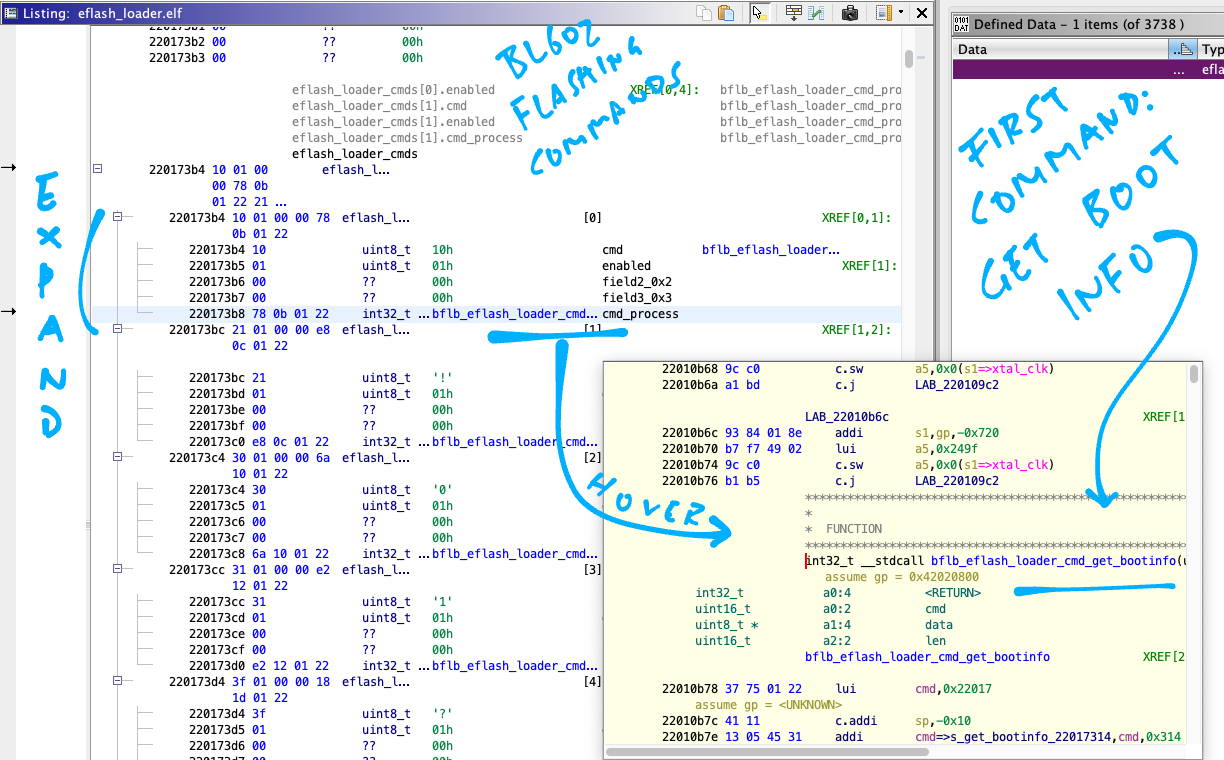 Listing: eflash_loader.elf
220173b1 00 ?? 00h
220173b2 00 ?? 00h
220173b3 00 ?? 00h
eflash_loader_cmds[0].enabled XREF[0,4]: bflb_eflash_loader_cmd_pro
eflash_loader_cmds[1].cmd bflb_eflash_loader_cmd_pro
eflash_loader_cmds[1].enabled bflb_eflash_loader_cmd_pro
eflash_loader_cmds[1].cmd_process bflb_eflash_loader_cmd_pro
eflash_loader_cmds
220173b4 10 01 00 eflash_l...
00 78 0b
01 22 21 ...
220173b4 10 01 00 00 78 eflash_l... [0] XREF[0,1]:
0b 01 22
220173b4 10 uint8_t 10h cmd bflb_eflash_loader...
220173b5 01 uint8_t 01h enabled XREF[1]:
220173b6 00 ?? 00h field2_0x2
220173b7 00 ?? 00h field3_0x3
220173b8 78 0b 01 22 int32_t ...bflb_eflash_loader_cmd... cmd_process
220173bc 21 01 00 00 e8 eflash_l... [1] XREF[1,2]:
0c 01 22
220173bc 21 uint8_t '!'
220173bd 01 uint8_t 01h
220173be 00 ?? 00h
220173bf 00 ?? 00h
220173c0 e8 0c 01 22 int32_t ...bflb_eflash_loader_cmd...
220173c4 30 01 00 00 6a eflash_l... [2]
10 01 22
220173c4 30 uint8_t '0'
220173c5 01 uint8_t 01h
220173c6 00 ?? 00h
220173c7 00 ?? 00h
220173c8 6a 10 01 22 int32_t ...bflb_eflash_loader_cmd...
220173cc 31 01 00 00 e2 eflash_l... [3]
12 01 22
220173cc 31 uint8_t '1'
220173cd 01 uint8_t 01h
220173ce 00 ?? 00h
220173cf 00 ?? 00h
220173d0 e2 12 01 22 int32_t ...bflb_eflash_loader_cmd...
220173d4 3f 01 00 00 18 eflash_l... [4]
1d 01 22
220173d4 3f uint8_t '?'
220173d5 01 uint8_t 01h
220173d6 00 ?? 00h
220173d7 00 ?? 00h
BL602
FLASHING
COMMANDS
EXPAND
HOVER
0101
DAT
Defined Data - 1 items (of 3738 )
Data Typ
... efla
FIRST
COMMAND:
GET BOOT
INFO
22010b68 9c c0 c.sw a5,0x0(s1=>xtal_clk)
22010b6a a1 bd c.j LAB_220109c2
LAB_22010b6c XREF[1
22010b6c 93 84 01 8e addi s1,gp,-0x720
22010b70 b7 f7 49 02 lui a5,0x249f
22010b74 9c c0 c.sw a5,0x0(s1=>xtal_clk)
22010b76 b1 b5 c.j LAB_220109c2
* FUNCTION
int32_t __stdcall bflb_eflash_loader_cmd_get_bootinfo(u
assume gp = 0x42020800
int32_t a0:4 <RETURN>
uint16_t a0:2 cmd
uint8_t * a1:4 data
uint16_t a2:2 len
bflb_eflash_loader_cmd_get_bootinfo XREF[2
22010b78 37 75 01 22 lui cmd,0x22017
assume gp = <UNKNOWN>
22010b7c 41 11 c.addi sp,-0x10
22010b7e 13 05 45 31 addi cmd=>s_get_bootinfo_22017314,cmd,0x314